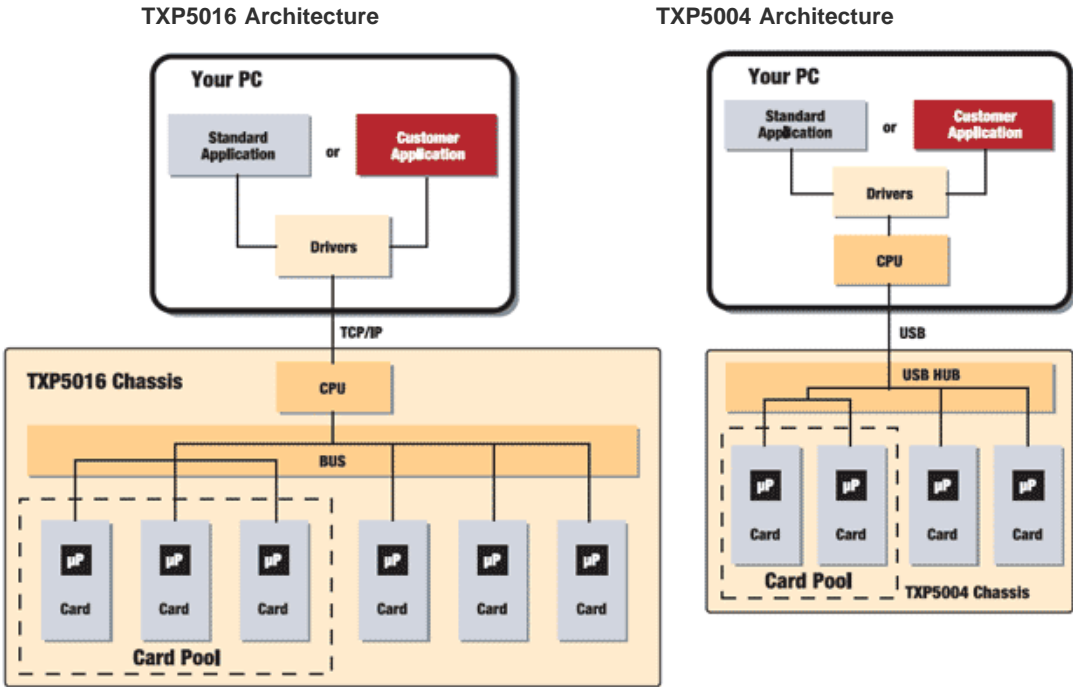 TXP5016 Architecture
Your PC
Standard
Application
or
Customer
Application
Drivers
TCP/IP
TXP5016 Chassis
CPU
BUS
µP
Card
µP
Card
µP
Card
µP
Card
µP
Card
µP
Card
Card Pool
TXP5004 Architecture
Your PC
Standard
Application
or
Customer
Application
Drivers
CPU
USB
USB HUB
µP
Card
µP
Card
µP
Card
µP
Card
Card Pool
TXP5004 Chassis